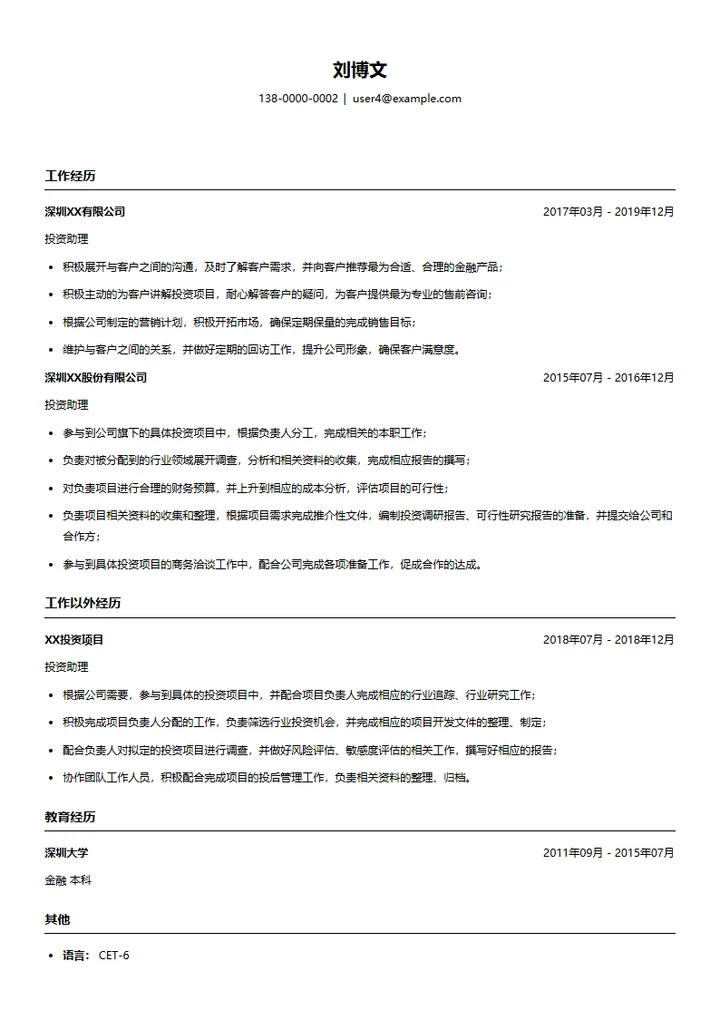 刘博文
138-0000-0002 | user4@example.com
工作经历
深圳XX有限公司 2017年03月 - 2019年12月
投资助理
• 积极展开与客户之间的沟通，及时了解客户需求，并向客户推荐最为合适、合理的金融产品；
• 积极主动的为客户讲解投资项目，耐心解答客户的疑问，为客户提供最为专业的售前咨询；
• 根据公司制定的营销计划，积极开拓市场，确保定期保量的完成销售目标；
• 维护与客户之间的关系，并做好定期的回访工作，提升公司形象，确保客户满意度。
深圳XX股份有限公司 2015年07月 - 2016年12月
投资助理
• 参与到公司旗下的具体投资项目中，根据负责人分工，完成相关的本职工作；
• 负责对被分配到的行业领域展开调查，分析和相关资料的收集，完成相应报告的撰写；
• 对负责项目进行合理的财务预算，并上升到相应的成本分析，评估项目的可行性；
• 负责项目相关资料的收集和整理，根据项目需求完成推介性文件，编制投资调研报告、可行性研究报告的准备，并提交给公司和
合作方；
• 参与到具体投资项目的商务洽谈工作中，配合公司完成各项准备工作，促成合作的达成。
工作以外经历
XX投资项目 2018年07月 - 2018年12月
投资助理
• 根据公司需要，参与到具体的投资项目中，并配合项目负责人完成相应的行业追踪、行业研究工作；
• 积极完成项目负责人分配的工作，负责筛选行业投资机会，并完成相应的项目开发文件的整理、制定；
• 配合负责人对拟定的投资项目进行调查，并做好风险评估、敏感度评估的相关工作，撰写好相应的报告；
• 协作团队工作人员，积极配合完成项目的投后管理工作，负责相关资料的整理、归档。
教育经历
深圳大学 2011年09月 - 2015年07月
金融 本科
其他
• 语言： CET-6